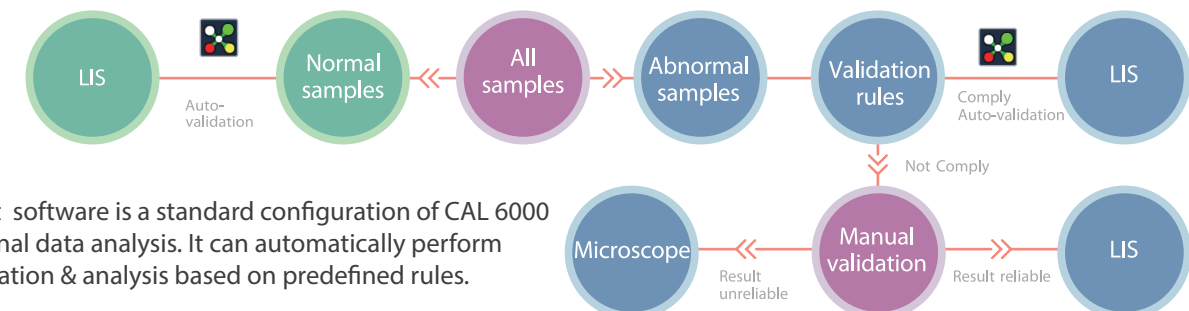 LIS
Auto-
validation
Normal
samples
All
samples
Abnormal
samples
Validation
rules
Comply
Auto-validation
LIS
Not Comply
software is a standard configuration of CAL 6000
data analysis. It can automatically perform
& analysis based on predefined rules.
Microscope
Result
unreliable
Manual
validation
Result reliable
LIS